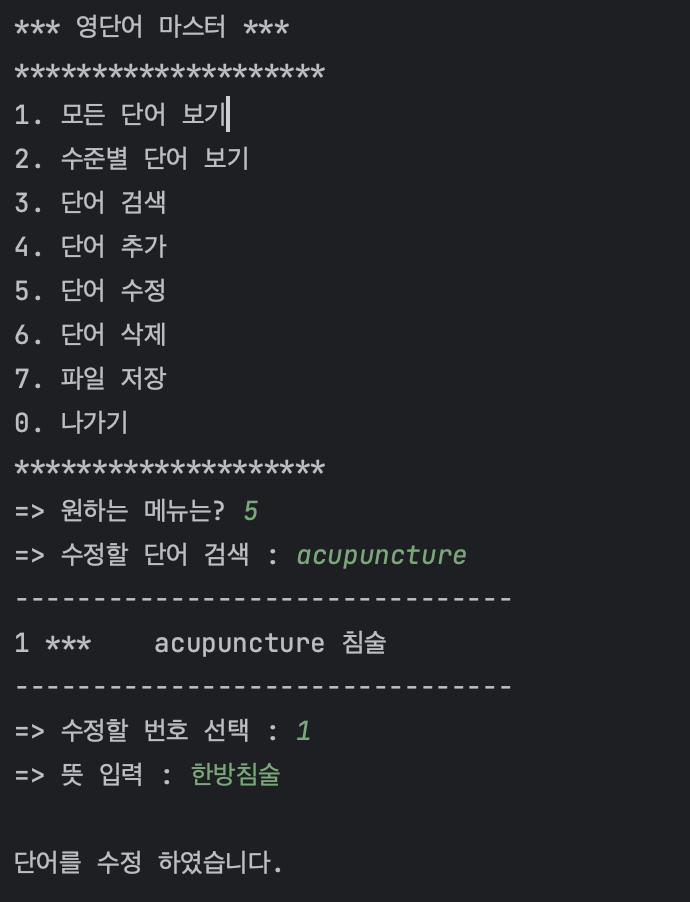 *** 영단어 마스터 ***
********************
1. 모든 단어 보기
2. 수준별 단어 보기
3. 단어 검색
4. 단어 추가
5. 단어 수정
6. 단어 삭제
7. 파일 저장
0. 나가기
********************
=> 원하는 메뉴는? 5
=> 수정할 단어 검색 : acupuncture
--------------------------------
1 ***    acupuncture 침술
--------------------------------
=> 수정할 번호 선택 : 1
=> 뜻 입력 : 한방침술

단어를 수정 하였습니다.